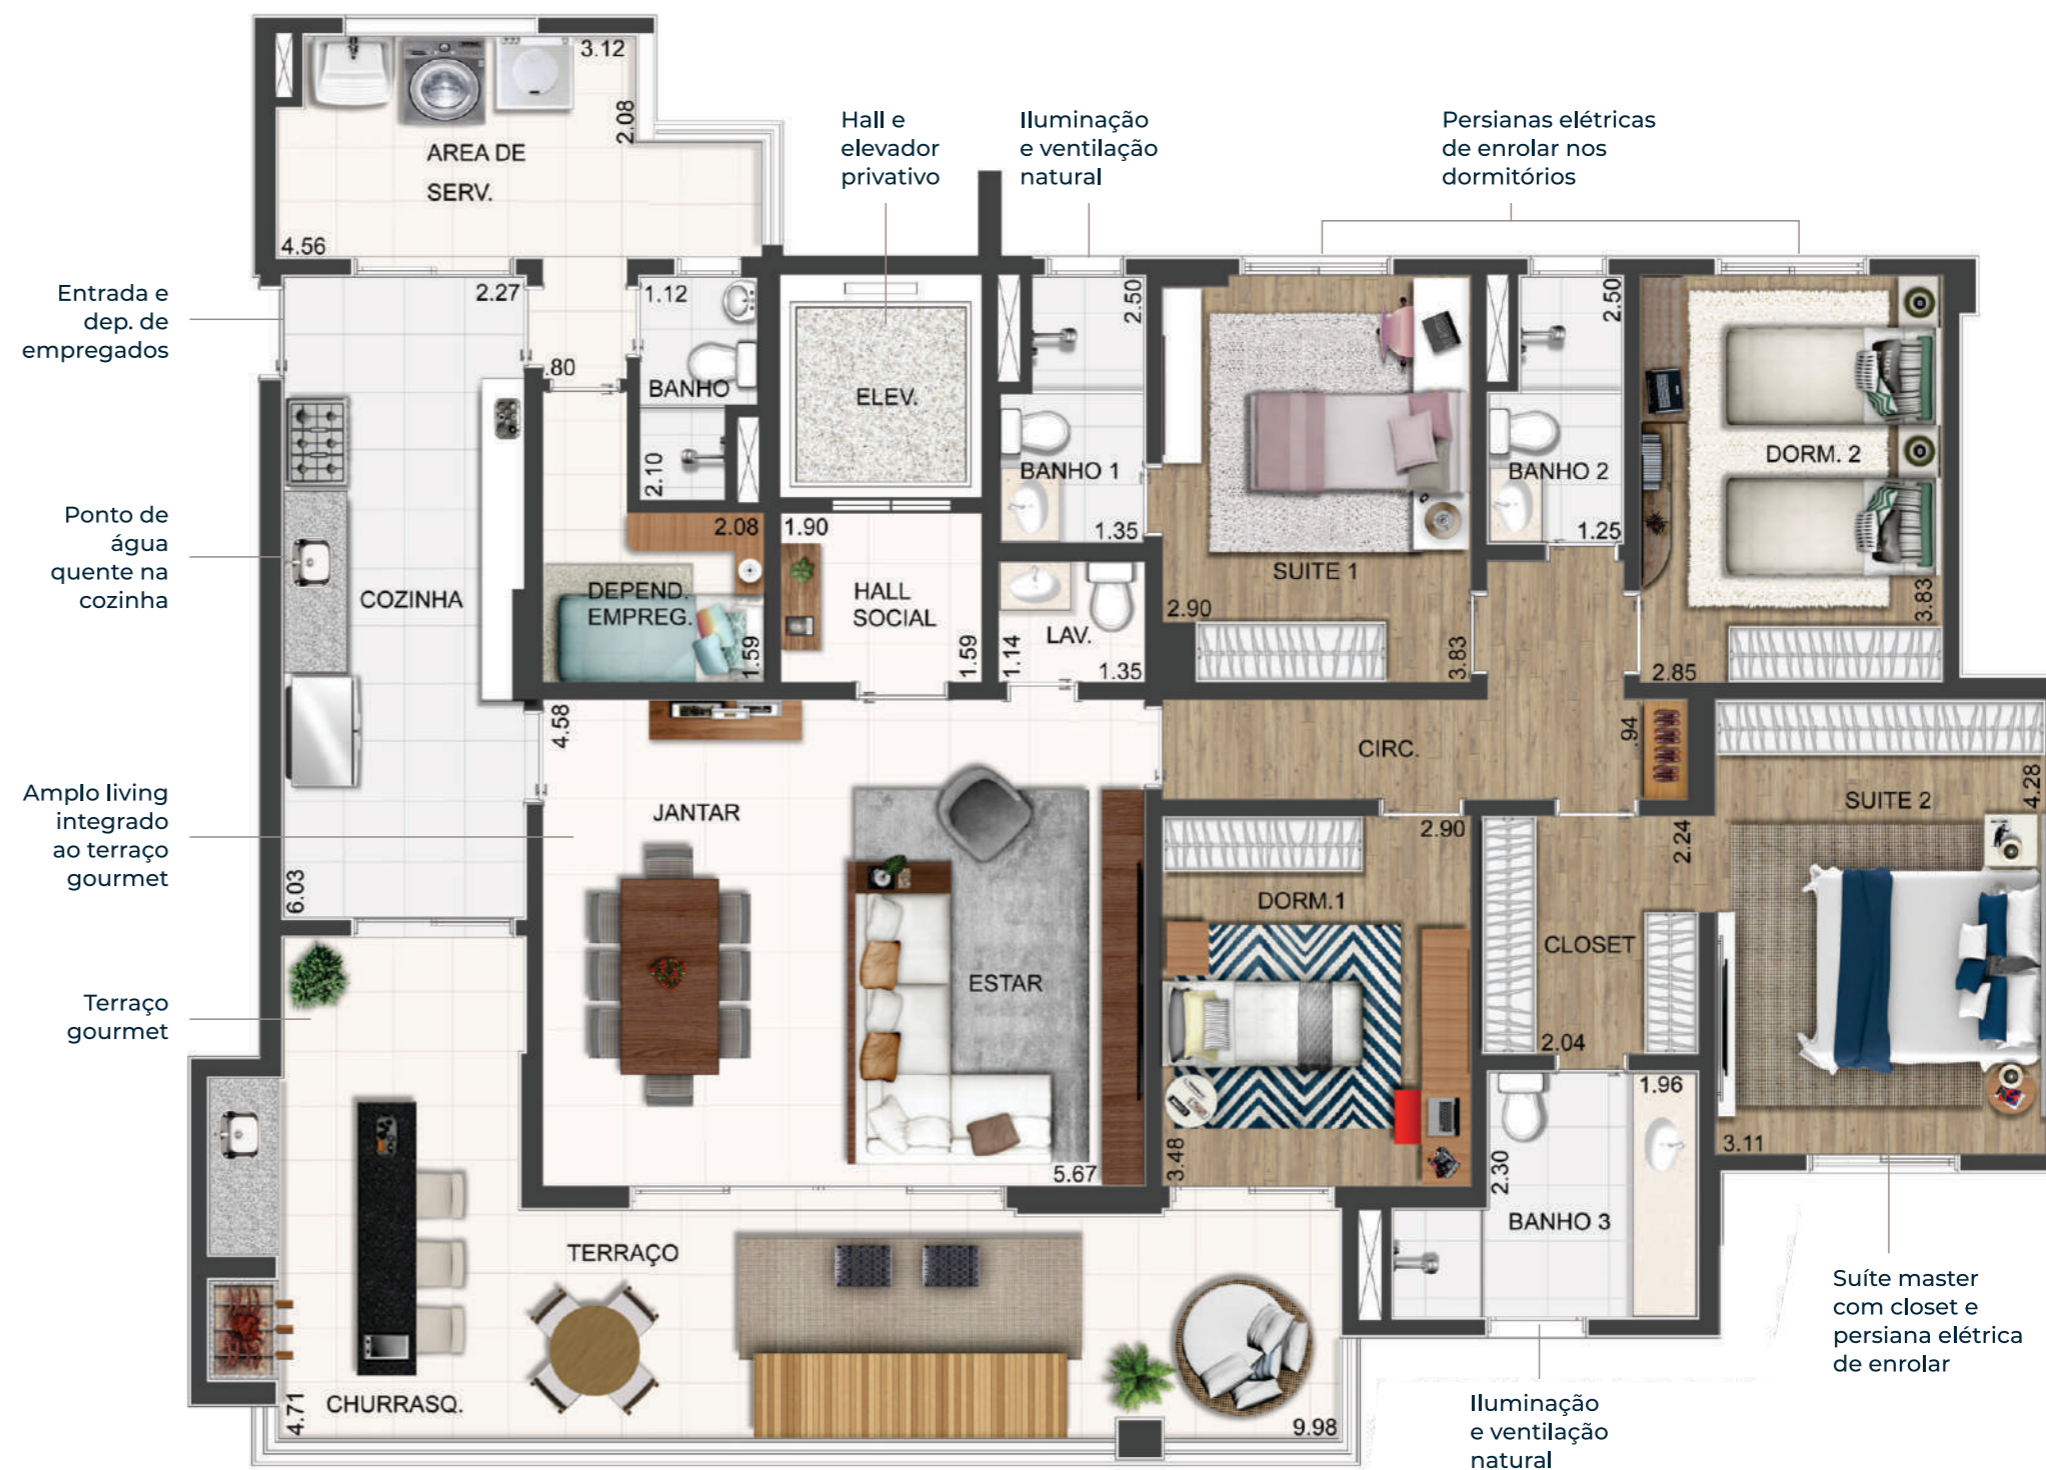 3.12
2.08
AREA DE
SERV.
4.56
Hall e
elevador
privativo
Iluminação
e ventilação
natural
Persianas elétricas
de enrolar nos
dormitórios
Entrada e
dep. de
empregados
2.27
.80
1.12
BANHO
2.10
ELEV.
2.50
BANHO 1
1.35
SUITE 1
2.90
3.83
2.50
BANHO 2
1.25
DORM. 2
3.83
2.85
Ponto de
água
quente na
cozinha
COZINHA
6.03
2.08
DEPEND.
EMPREG.
1.59
1.90
HALL
SOCIAL
1.59
LAV.
1.14
1.35
Amplo living
integrado
ao terraço
gourmet
4.58
JANTAR
ESTAR
5.67
CIRC.
.94
SUITE 2
4.28
3.11
2.90
DORM.1
3.48
2.24
CLOSET
2.04
1.96
2.30
BANHO 3
Terraço
gourmet
TERRAÇO
CHURRASQ.
4.71
9.98
Suíte master
com closet e
persiana elétrica
de enrolar
Iluminação
e ventilação
natural